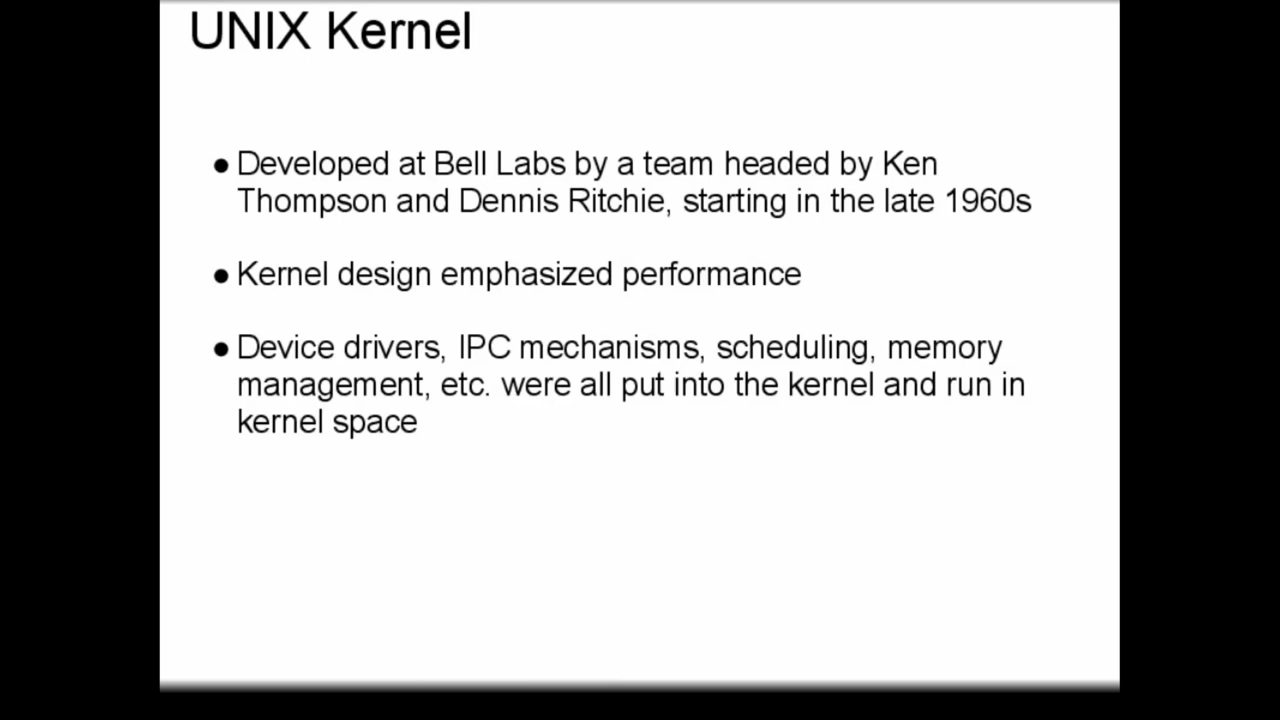 UNIX Kernel
● Developed at Bell Labs by a team headed by Ken
Thompson and Dennis Ritchie, starting in the late 1960s
● Kernel design emphasized performance
● Device drivers, IPC mechanisms, scheduling, memory
management, etc. were all put into the kernel and run in
kernel space